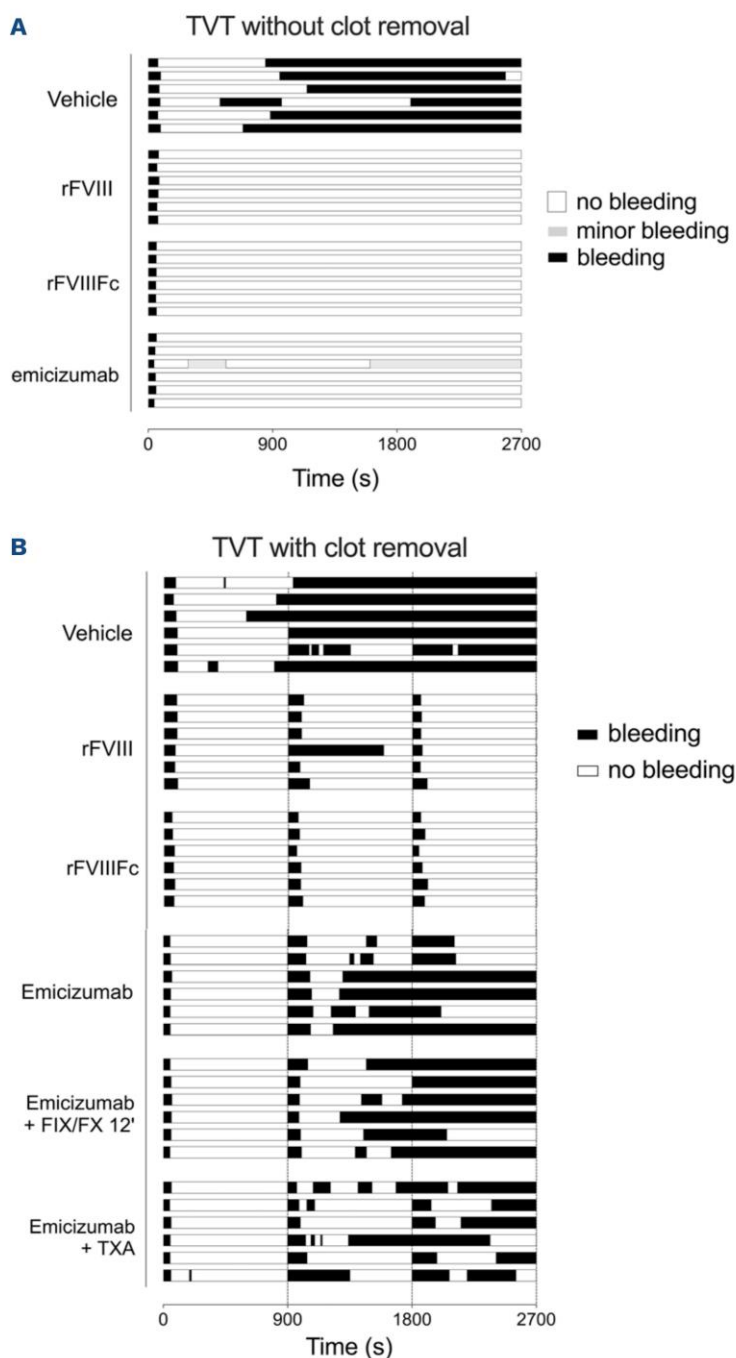 A
TVT without clot removal
Vehicle
rFVIII
rFVIIIFc
emicizumab
no bleeding
minor bleeding
bleeding
0 900 1800 2700
Time (s)
B
TVT with clot removal
Vehicle
rFVIII
rFVIIIFc
Emicizumab
Emicizumab
+ FIX/FX 12'
Emicizumab
+ TXA
bleeding
no bleeding
0 900 1800 2700
Time (s)